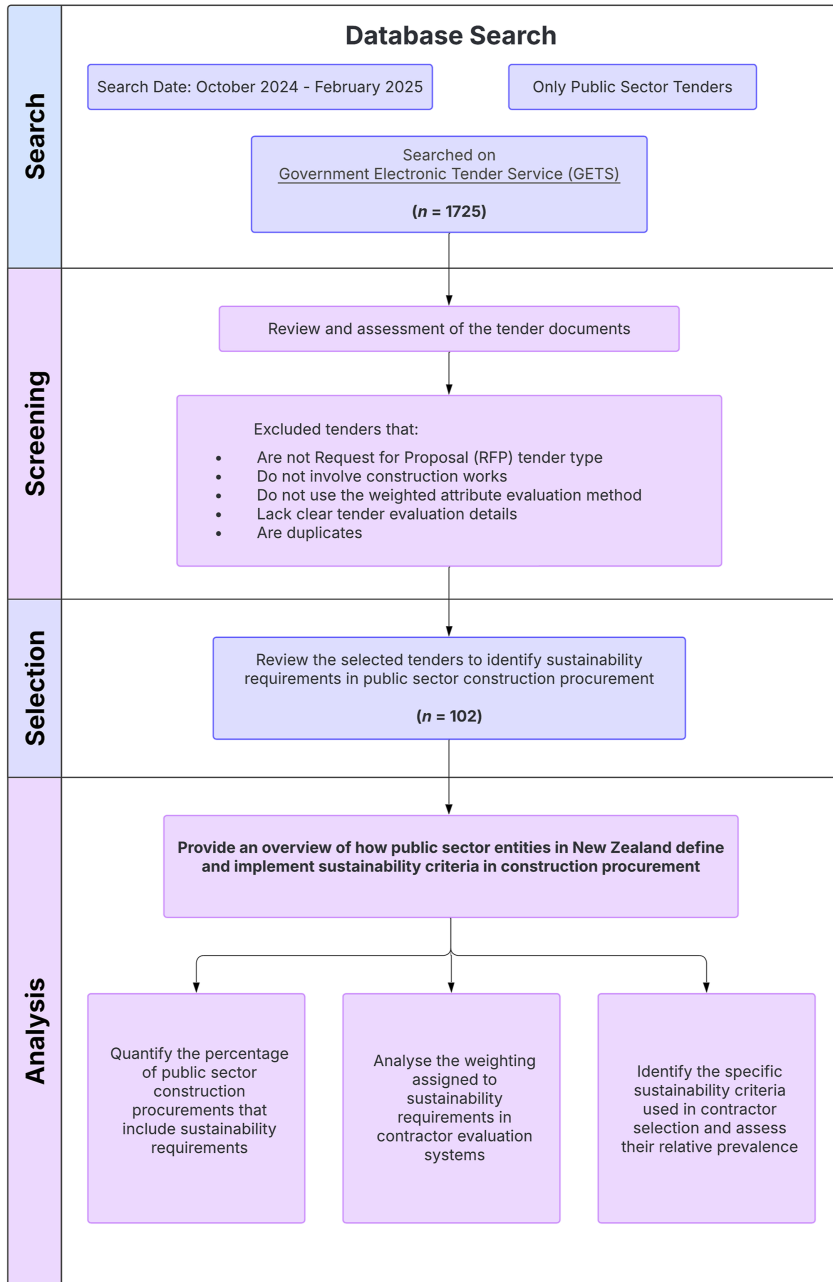 Database Search
Search
Search Date: October 2024 - February 2025
Only Public Sector Tenders
Searched on
Government Electronic Tender Service (GETS)
(n = 1725)
Screening
Review and assessment of the tender documents
Excluded tenders that:
• Are not Request for Proposal (RFP) tender type
• Do not involve construction works
• Do not use the weighted attribute evaluation method
• Lack clear tender evaluation details
• Are duplicates
Selection
Review the selected tenders to identify sustainability
requirements in public sector construction procurement
(n = 102)
Analysis
Provide an overview of how public sector entities in New Zealand define
and implement sustainability criteria in construction procurement
Quantify the percentage
of public sector
construction
procurements that
include sustainability
requirements
Analyse the weighting
assigned to
sustainability
requirements in
contractor evaluation
systems
Identify the specific
sustainability criteria
used in contractor
selection and assess
their relative prevalence